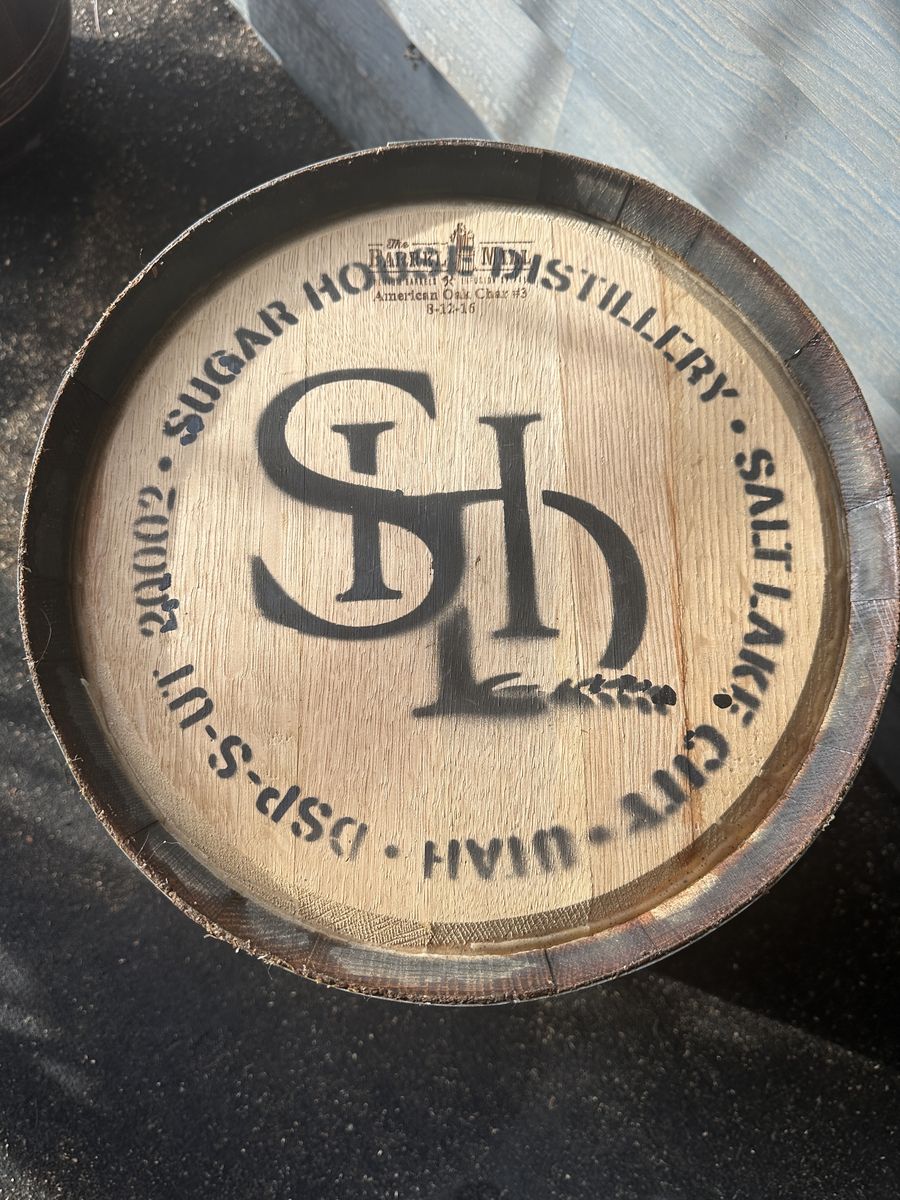 The
BARREL MILL
American Oak Char #3
8-12-16
SUGAR HOUSE DISTILLERY • SALT LAKE CITY • UTAH • DSP-S-UT. 20002 •
SHD